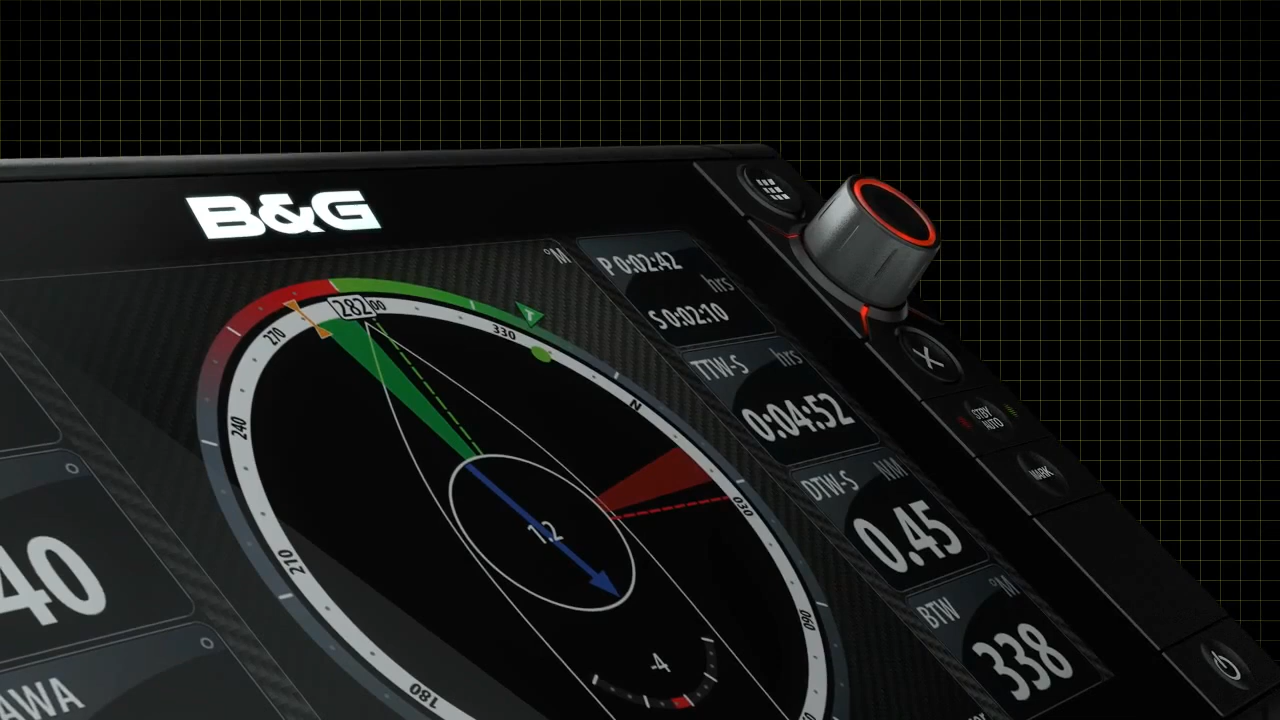 B&G
°M
P 0:02:42
hrs
S 0:02:10
TTW-S hrs
0:04:52
DTW-S NM
0.45
BTW °M
338
282
270
300
330
N
030
060
240
210
180
1.2
-4
40
AWA
STBY
AUTO
MARK
T